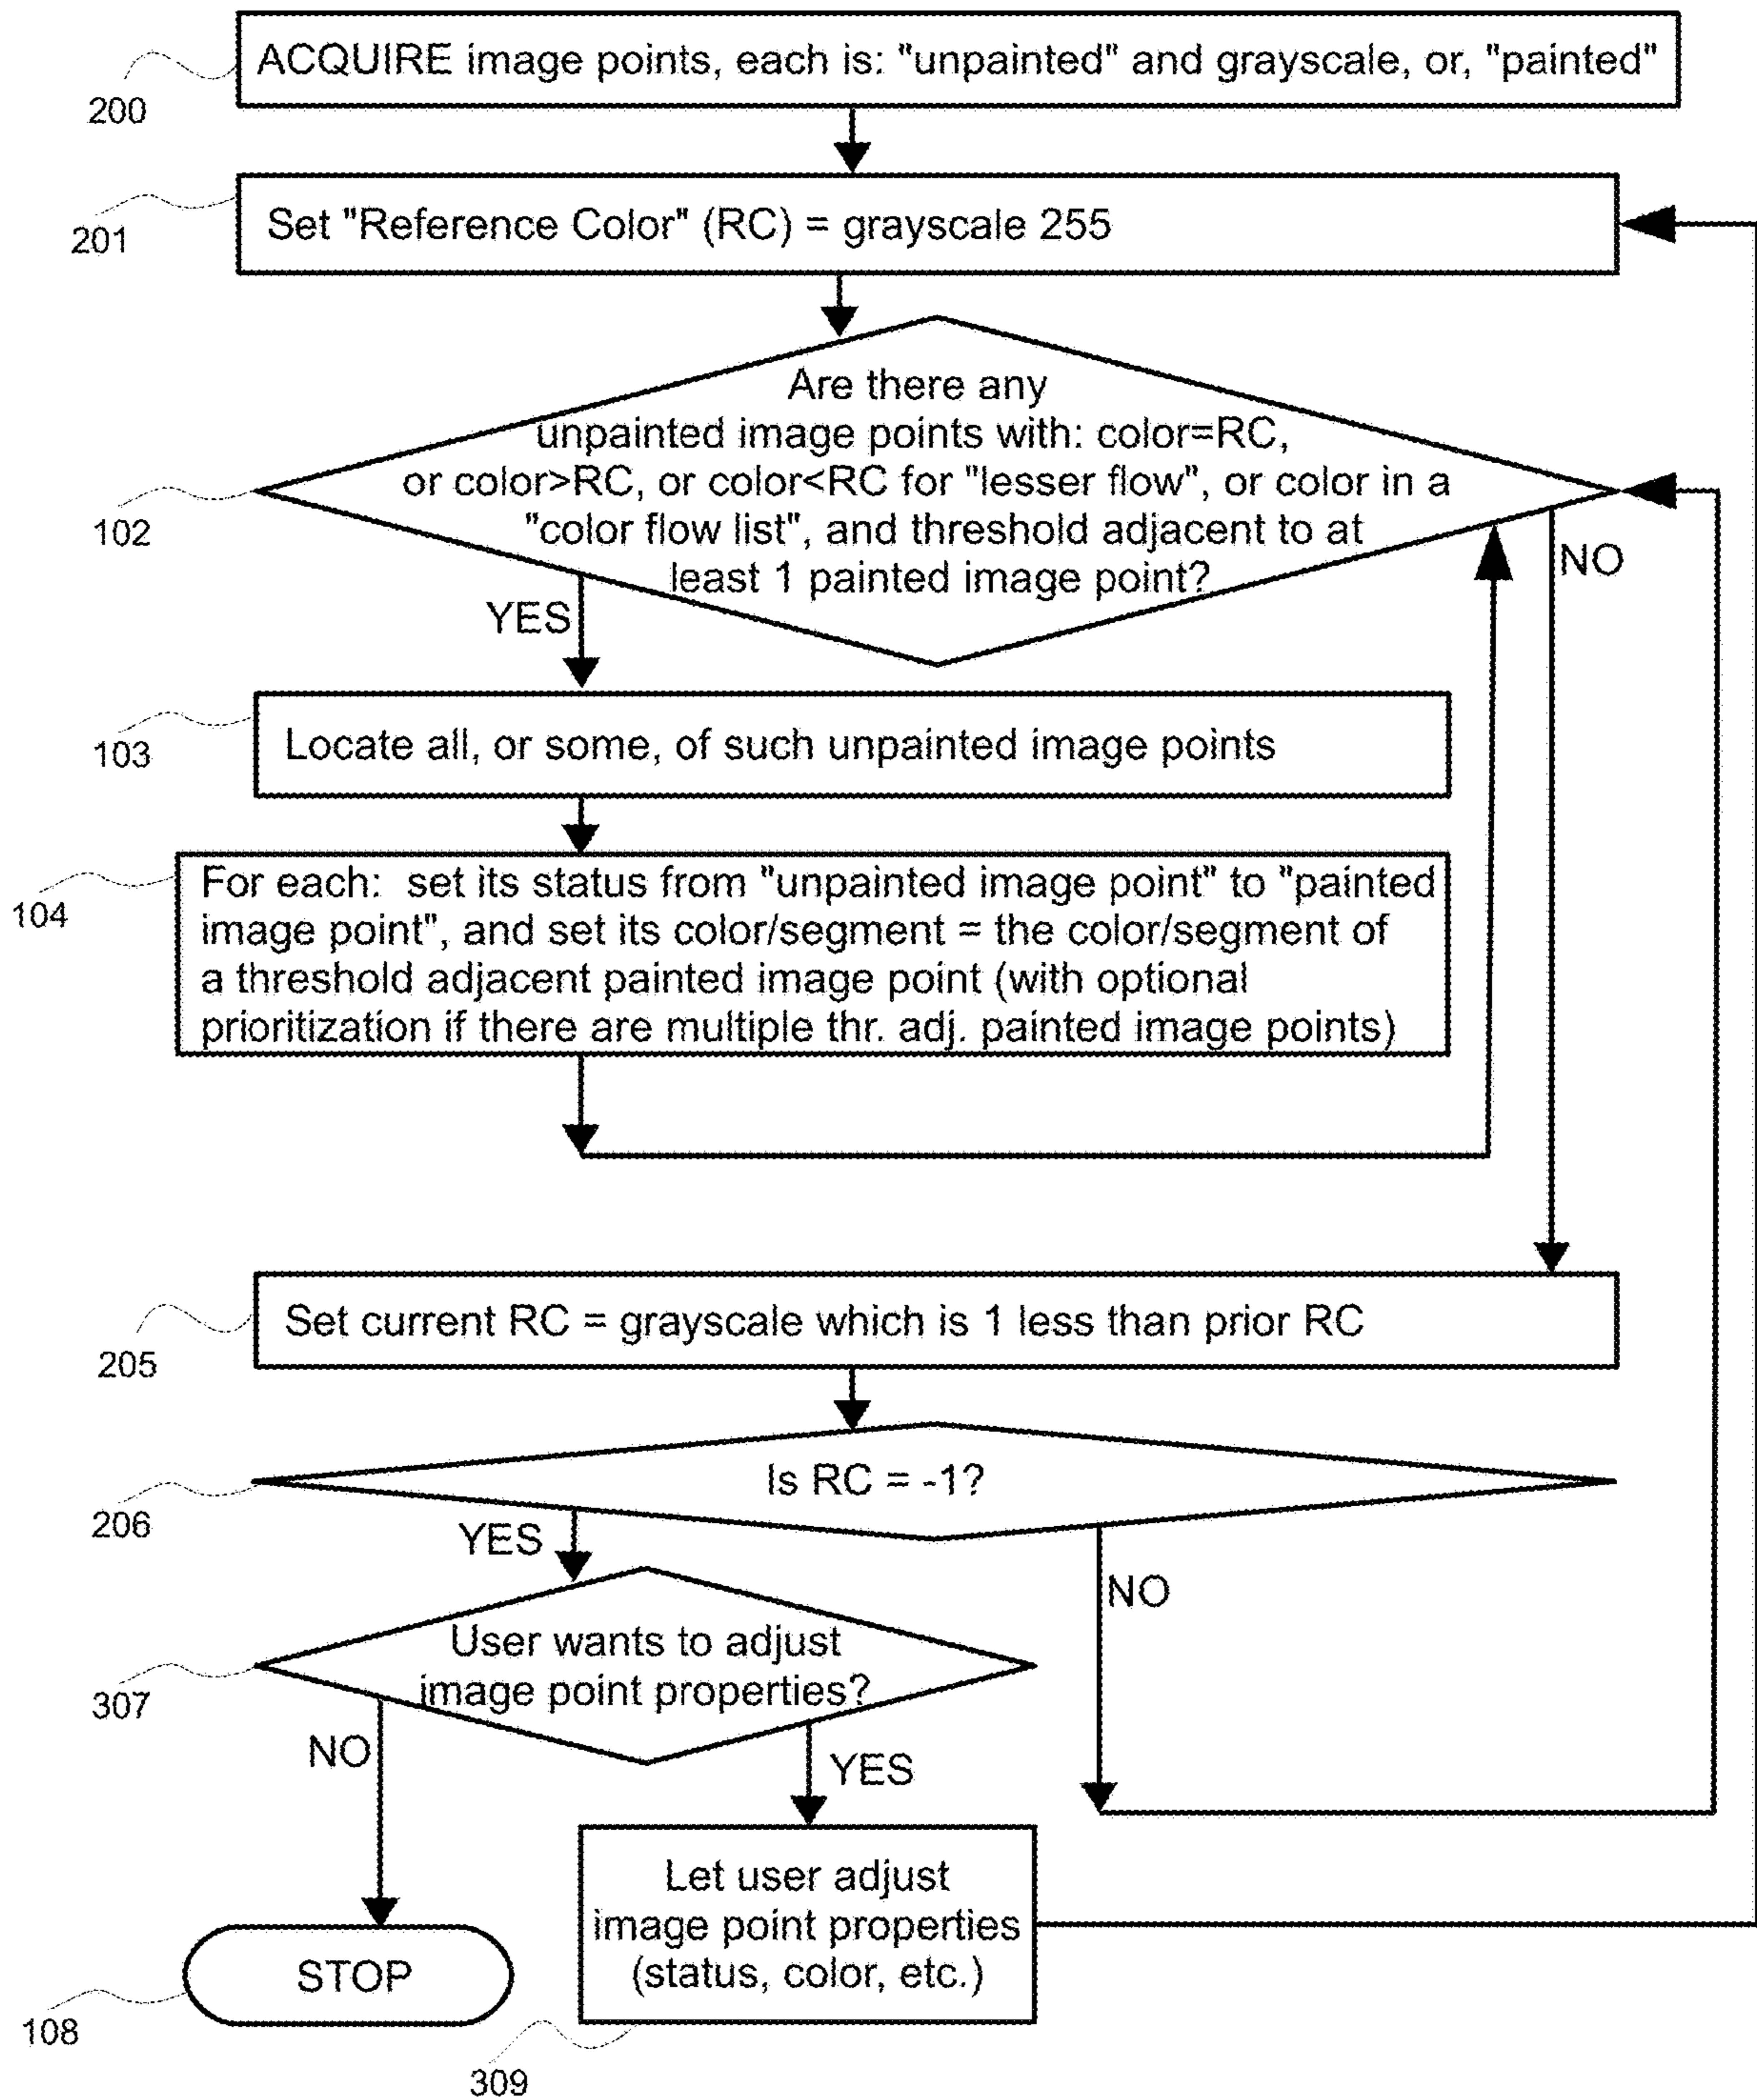 ACQUIRE image points, each is: "unpainted" and grayscale, or, "painted"
200
Set "Reference Color" (RC) = grayscale 255
201
Are there any
unpainted image points with: color=RC,
or color>RC, or color<RC for "lesser flow", or color in a
"color flow list", and threshold adjacent to at
least 1 painted image point?
102
NO
YES
Locate all, or some, of such unpainted image points
103
For each:  set its status from "unpainted image point" to "painted
image point", and set its color/segment = the color/segment of
a threshold adjacent painted image point (with optional
prioritization if there are multiple thr. adj. painted image points)
104
Set current RC = grayscale which is 1 less than prior RC
205
Is RC = -1?
206
YES
NO
User wants to adjust
image point properties?
307
NO
YES
Let user adjust
image point properties
(status, color, etc.)
STOP
108
309